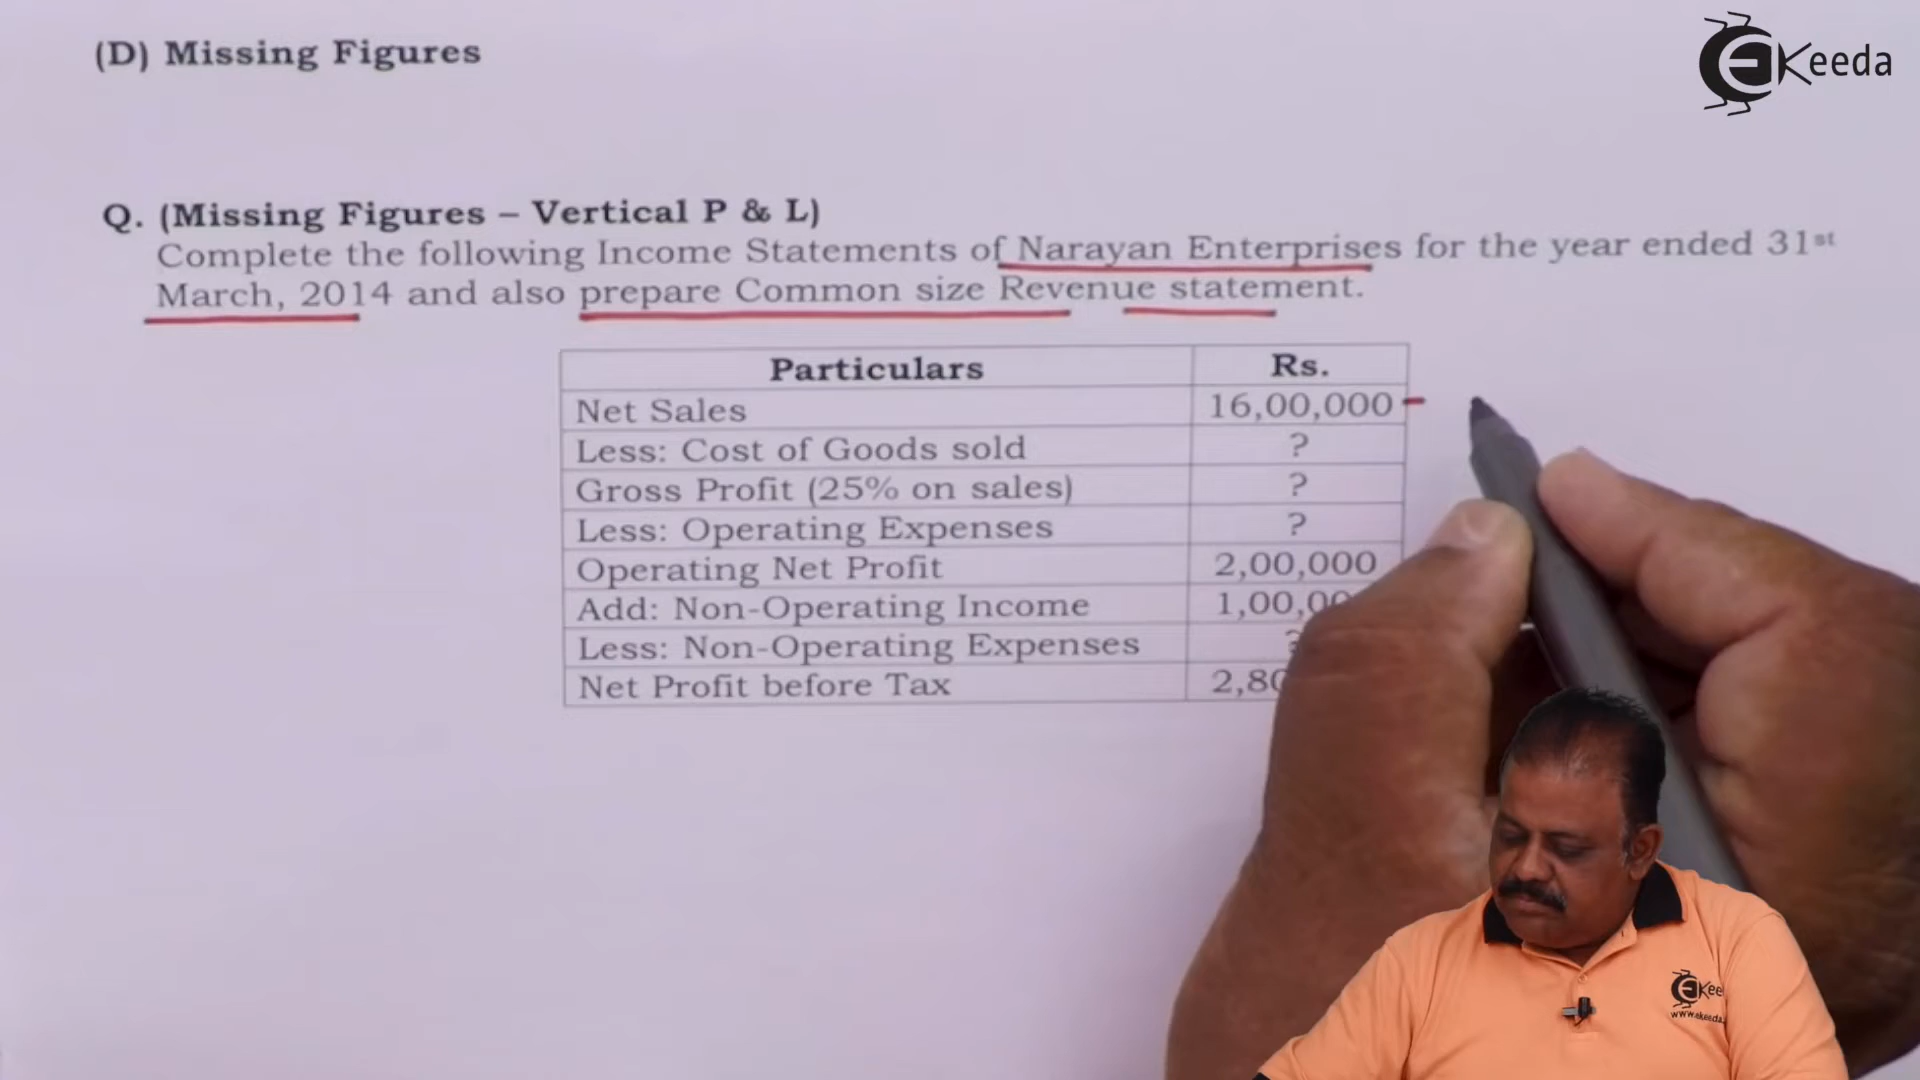 (D) Missing Figures
Keeda
Q. (Missing Figures – Vertical P & L)
Complete the following Income Statements of Narayan Enterprises for the year ended 31st
March, 2014 and also prepare Common size Revenue statement.
Particulars Rs.
Net Sales 16,00,000
Less: Cost of Goods sold ?
Gross Profit (25% on sales) ?
Less: Operating Expenses ?
Operating Net Profit 2,00,000
Add: Non-Operating Income
Less: Non-Operating Expenses
Net Profit before Tax